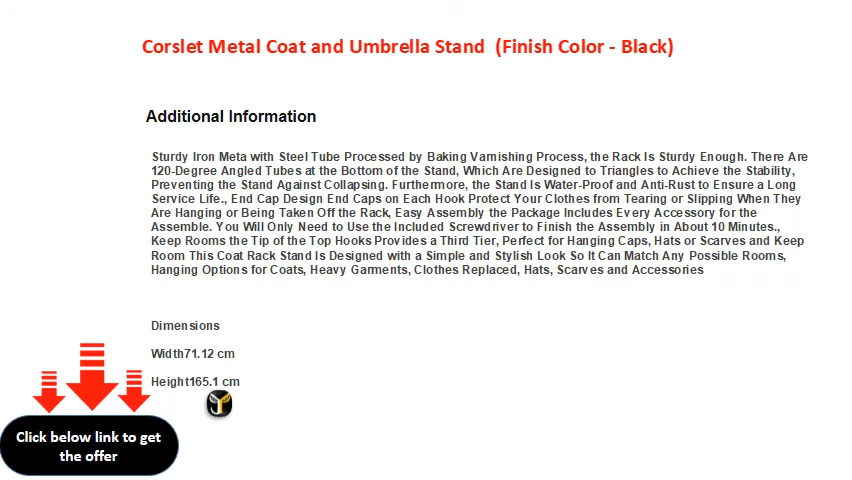 Corslet Metal Coat and Umbrella Stand  (Finish Color - Black)
Additional Information
Sturdy Iron Meta with Steel Tube Processed by Baking Varnishing Process, the Rack Is Sturdy Enough. There Are
120-Degree Angled Tubes at the Bottom of the Stand, Which Are Designed to Triangles to Achieve the Stability,
Preventing the Stand Against Collapsing. Furthermore, the Stand Is Water-Proof and Anti-Rust to Ensure a Long
Service Life., End Cap Design End Caps on Each Hook Protect Your Clothes from Tearing or Slipping When They
Are Hanging or Being Taken Off the Rack, Easy Assembly the Package Includes Every Accessory for the
Assemble. You Will Only Need to Use the Included Screwdriver to Finish the Assembly in About 10 Minutes.,
Keep Rooms the Tip of the Top Hooks Provides a Third Tier, Perfect for Hanging Caps, Hats or Scarves and Keep
Room This Coat Rack Stand Is Designed with a Simple and Stylish Look So It Can Match Any Possible Rooms,
Hanging Options for Coats, Heavy Garments, Clothes Replaced, Hats, Scarves and Accessories
Dimensions
Width71.12 cm
Height165.1 cm
Click below link to get
the offer